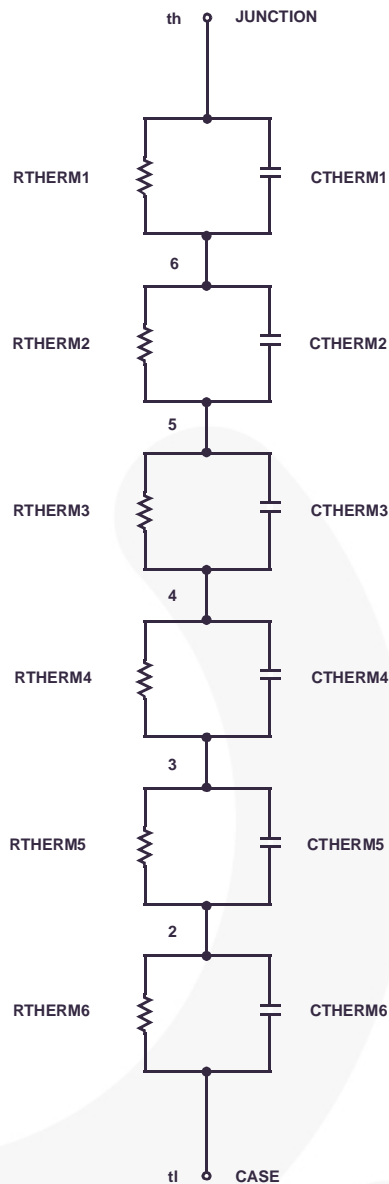 th JUNCTION
RTHERM1 CTHERM1
6
RTHERM2 CTHERM2
5
RTHERM3 CTHERM3
4
RTHERM4 CTHERM4
3
RTHERM5 CTHERM5
2
RTHERM6 CTHERM6
tl CASE